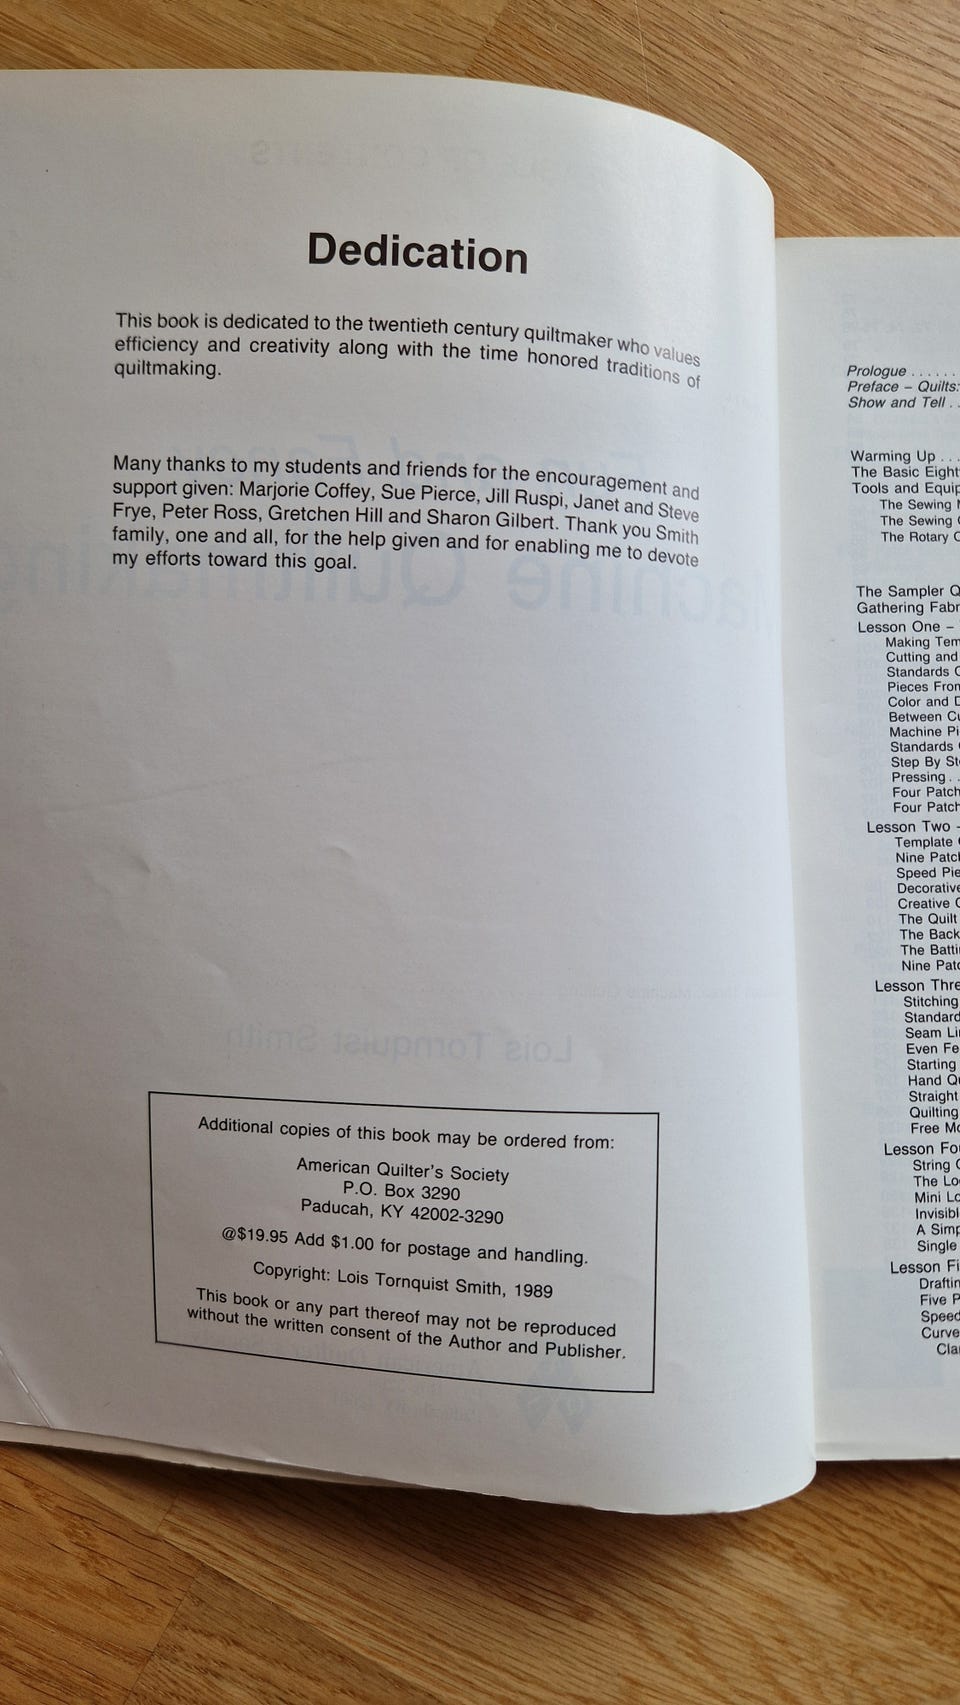 Dedication
This book is dedicated to the twentieth century quiltmaker who values
efficiency and creativity along with the time honored traditions of
quiltmaking.
Many thanks to my students and friends for the encouragement and
support given: Marjorie Coffey, Sue Pierce, Jill Ruspi, Janet and Steve
Frye, Peter Ross, Gretchen Hill and Sharon Gilbert. Thank you Smith
family, one and all, for the help given and for enabling me to devote
my efforts toward this goal.
Lois Tornquist Smith
Additional copies of this book may be ordered from:
American Quilter's Society
P.O. Box 3290
Paducah, KY 42002-3290
@$19.95 Add $1.00 for postage and handling.
Copyright: Lois Tornquist Smith, 1989
This book or any part thereof may not be reproduced
without the written consent of the Author and Publisher.
Prologue . . . . . .
Preface – Quilts:
Show and Tell . .
Warming Up . . .
The Basic
Tools and
The Sewing
The Sewing
The Rotary
The Sampler
Gathering
Lesson One –
Making
Cutting and
Standards
Pieces
Color and
Between
Machine
Standards
Step By
Pressing . .
Four Patch
Four Patch
Lesson Two –
Template
Nine Patch
Speed
Decorative
Creative
The Quilt
The Back
The
Nine
Lesson
Stitching
Standard
Seam
Even
Starting
Hand
Straight
Quilting
Free
Lesson
String
The
Mini
A
Single
Lesson
Five
Speed
Curve